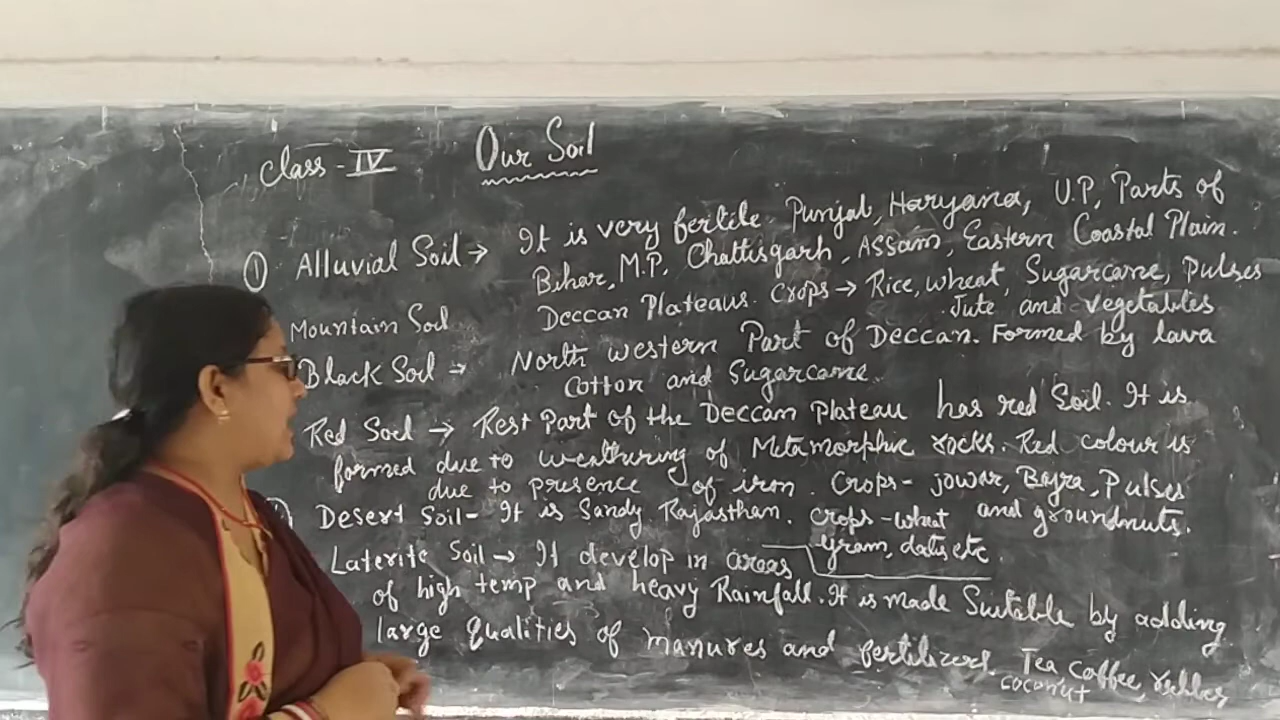 Class - IV Our Soil
① Alluvial Soil → It is very fertile. Punjab, Haryana, U.P, Parts of
Bihar, M.P. Chattisgarh, Assam, Eastern Coastal Plain.
Deccan Plateaus. Crops → Rice, wheat, Sugarcane, Pulses
Jute and vegetables
Mountain Soil
Black Soil → North western Part of Deccan. Formed by lava
Cotton and Sugarcane.
Red Soil → Rest Part of the Deccan plateau has red Soil. It is
formed due to weathuring of Metamorphic rocks. Red colour is
due to presence of iron. Crops - jowar, Bajra, Pulses
and groundnuts.
Desert Soil - It is Sandy Rajasthan. Crops - wheat
gram, dates etc.
Laterite Soil → It develop in areas
of high temp and heavy Rainfall. It is made Suitable by adding
large qualities of manures and fertilizers. Tea Coffee, rubber
coconut